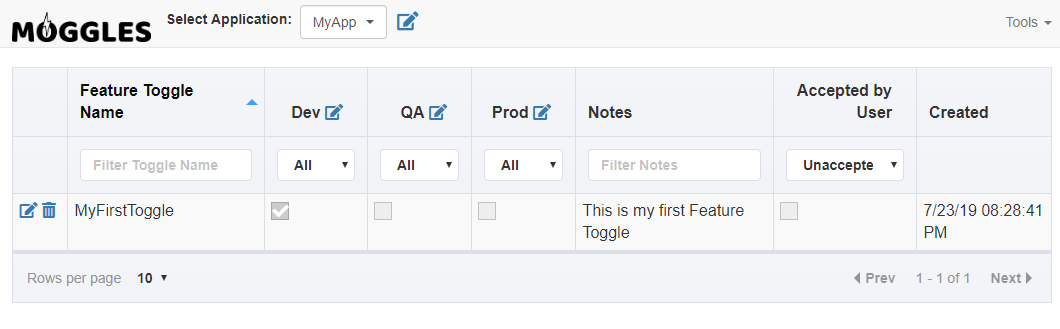 MOGGLES
Select Application: MyApp
Tools
Feature Toggle
Name
Dev
QA
Prod
Notes
Accepted by
User
Created
Filter Toggle Name
All
All
All
Filter Notes
Unaccepte
MyFirstToggle
This is my first Feature
Toggle
7/23/19 08:28:41
PM
Rows per page 10
Prev
1 - 1 of 1
Next